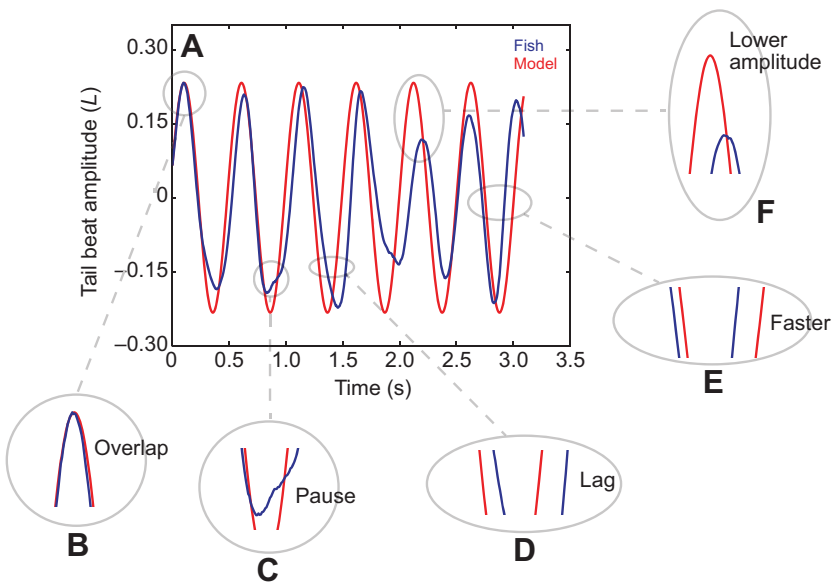 A
Fish
Model
Tail beat amplitude (L)
0.30
0.15
0
–0.15
–0.30
0
0.5
1.0
1.5
2.0
2.5
3.0
3.5
Time (s)
Lower
amplitude
F
Faster
E
Overlap
B
Pause
C
Lag
D